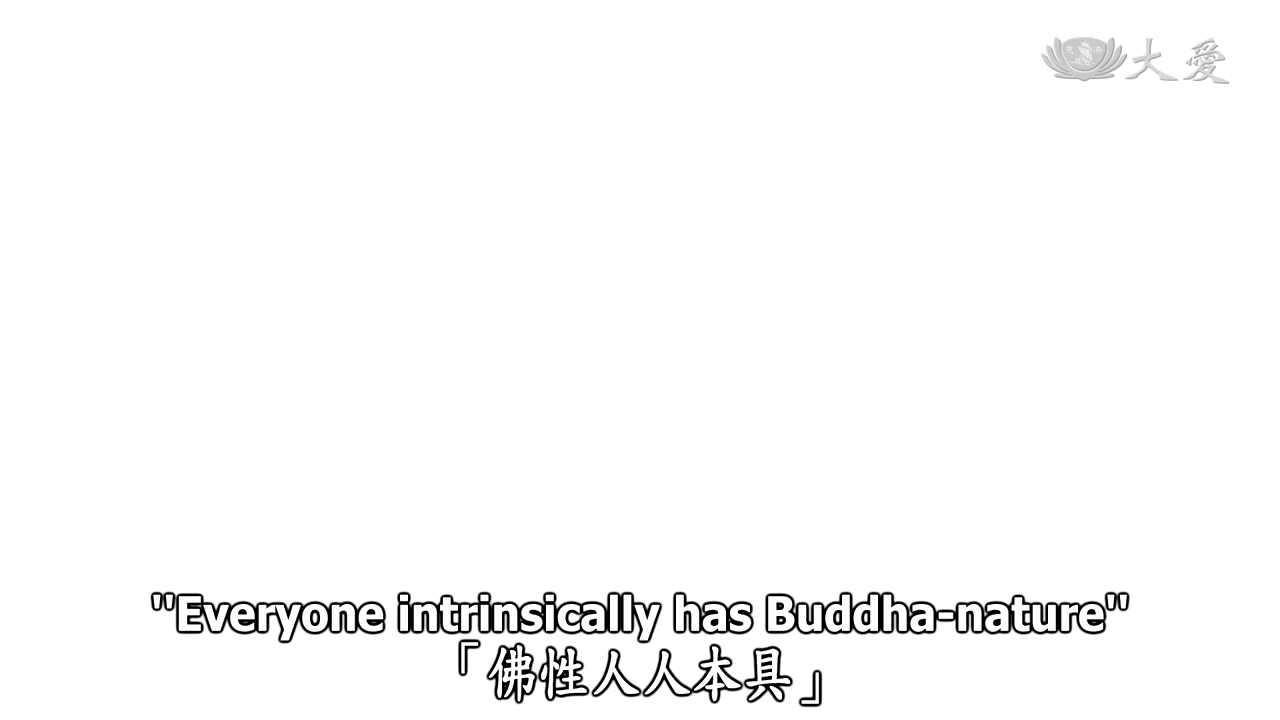 大愛
"Everyone intrinsically has Buddha-nature"
「佛性人人本具」